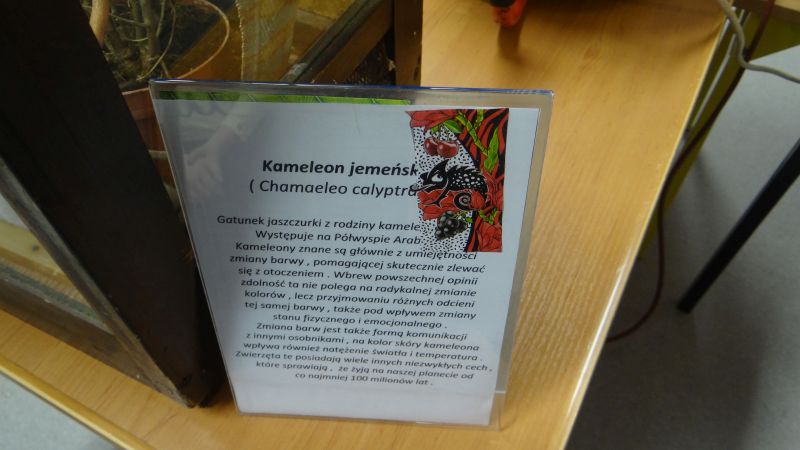 Kameleon jemeńsk
( Chamaeleo calyptra
Gatunek jaszczurki z rodziny kamele
Występuje na Półwyspie Arab
Kameleony znane są głównie z umiejętności
zmiany barwy , pomagającej skutecznie zlewać
się z otoczeniem . Wbrew powszechnej opinii
zdolność ta nie polega na radykalnej zmianie
kolorów , lecz przyjmowaniu różnych odcieni
tej samej barwy , także pod wpływem zmiany
stanu fizycznego i emocjonalnego .
Zmiana barw jest także formą komunikacji
z innymi osobnikami , na kolor skóry kameleona
wpływa również natężenie światła i temperatura .
Zwierzęta te posiadają wiele innych niezwykłych cech ,
które sprawiają , że żyją na naszej planecie od
co najmniej 100 milionów lat .